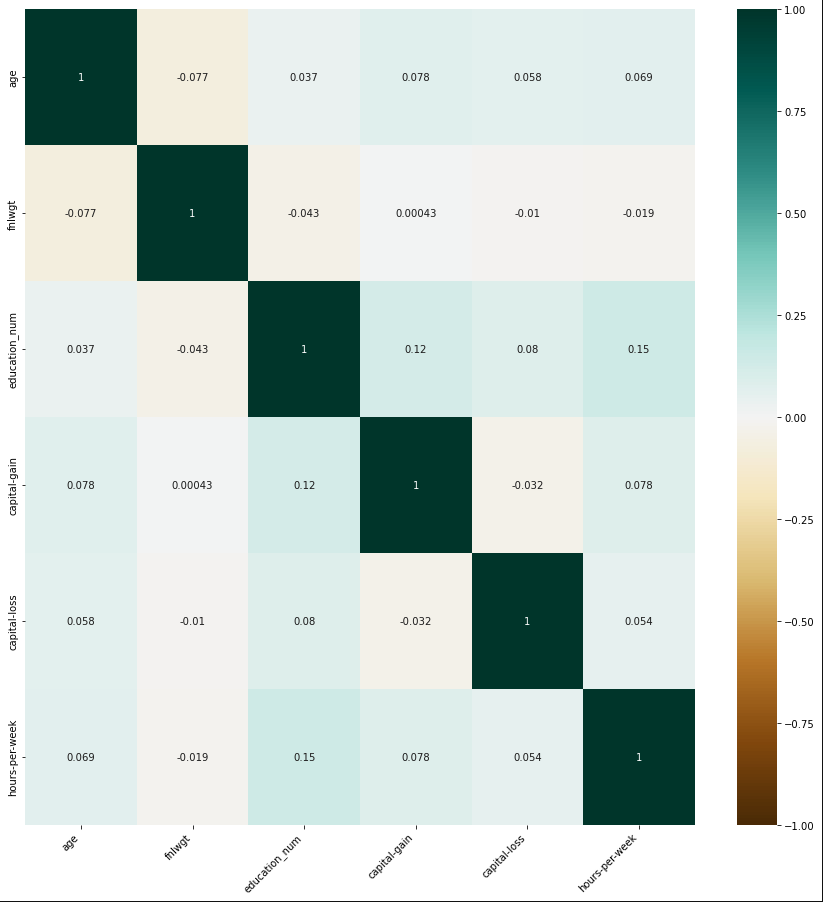 age 1 -0.077 0.037 0.078 0.058 0.069
fnlwgt -0.077 1 -0.043 0.00043 -0.01 -0.019
education_num 0.037 -0.043 1 0.12 0.08 0.15
capital-gain 0.078 0.00043 0.12 1 -0.032 0.078
capital-loss 0.058 -0.01 0.08 -0.032 1 0.054
hours-per-week 0.069 -0.019 0.15 0.078 0.054 1
age fnlwgt education_num capital-gain capital-loss hours-per-week
1.00
0.75
0.50
0.25
0.00
−0.25
−0.50
−0.75
−1.00